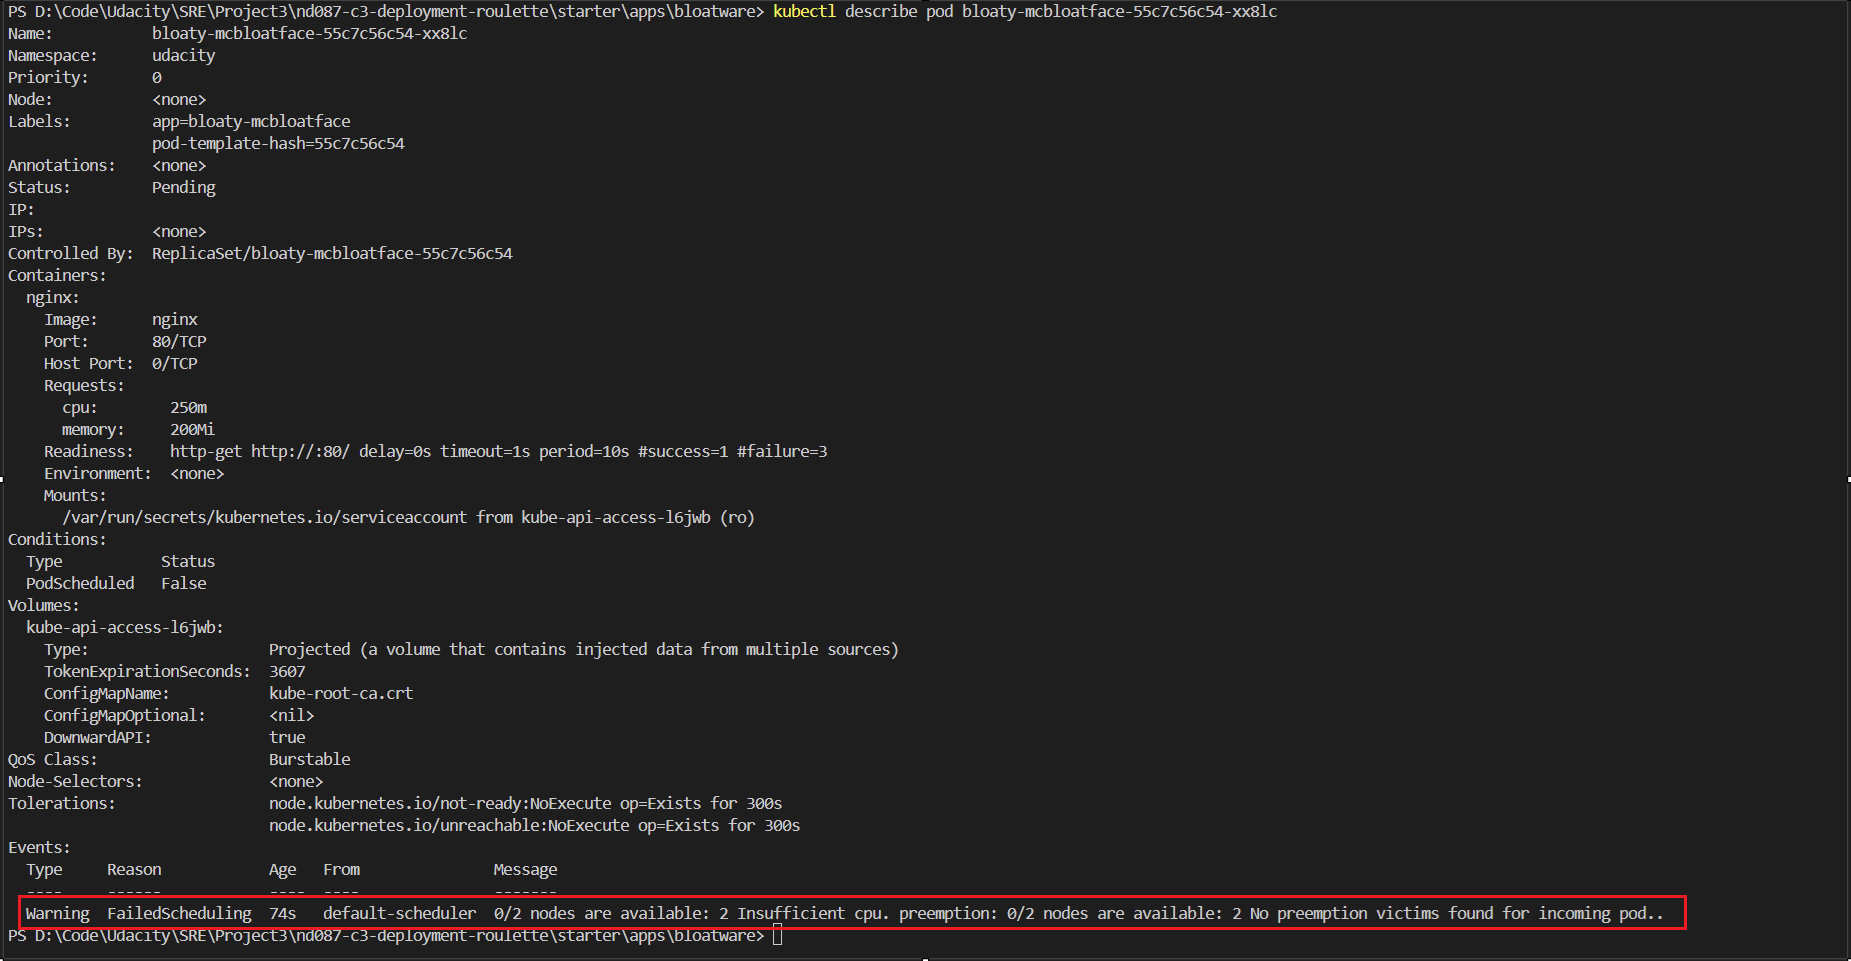 PS D:\Code\Udacity\SRE\Project3\nd087-c3-deployment-roulette\starter\apps\bloatware> kubectl describe pod bloaty-mcbloatface-55c7c56c54-xx8lc
Name:           bloaty-mcbloatface-55c7c56c54-xx8lc
Namespace:      udacity
Priority:       0
Node:           <none>
Labels:         app=bloaty-mcbloatface
                pod-template-hash=55c7c56c54
Annotations:    <none>
Status:         Pending
IP:
IPs:            <none>
Controlled By:  ReplicaSet/bloaty-mcbloatface-55c7c56c54
Containers:
  nginx:
    Image:      nginx
    Port:       80/TCP
    Host Port:  0/TCP
    Requests:
      cpu:        250m
      memory:     200Mi
    Readiness:    http-get http://:80/ delay=0s timeout=1s period=10s #success=1 #failure=3
    Environment:  <none>
    Mounts:
      /var/run/secrets/kubernetes.io/serviceaccount from kube-api-access-l6jwb (ro)
Conditions:
  Type           Status
  PodScheduled   False
Volumes:
  kube-api-access-l6jwb:
    Type:                    Projected (a volume that contains injected data from multiple sources)
    TokenExpirationSeconds:  3607
    ConfigMapName:           kube-root-ca.crt
    ConfigMapOptional:       <nil>
    DownwardAPI:             true
QoS Class:                   Burstable
Node-Selectors:              <none>
Tolerations:                 node.kubernetes.io/not-ready:NoExecute op=Exists for 300s
                             node.kubernetes.io/unreachable:NoExecute op=Exists for 300s
Events:
  Type     Reason            Age   From               Message
  ----     ------            ----  ----               -------
  Warning  FailedScheduling  74s   default-scheduler  0/2 nodes are available: 2 Insufficient cpu. preemption: 0/2 nodes are available: 2 No preemption victims found for incoming pod..
PS D:\Code\Udacity\SRE\Project3\nd087-c3-deployment-roulette\starter\apps\bloatware>